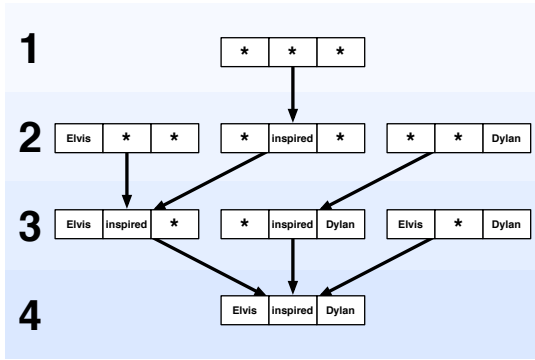 1 * * *
2 Elvis * * * inspired * * * Dylan
3 Elvis inspired * * inspired Dylan Elvis * Dylan
4 Elvis inspired Dylan